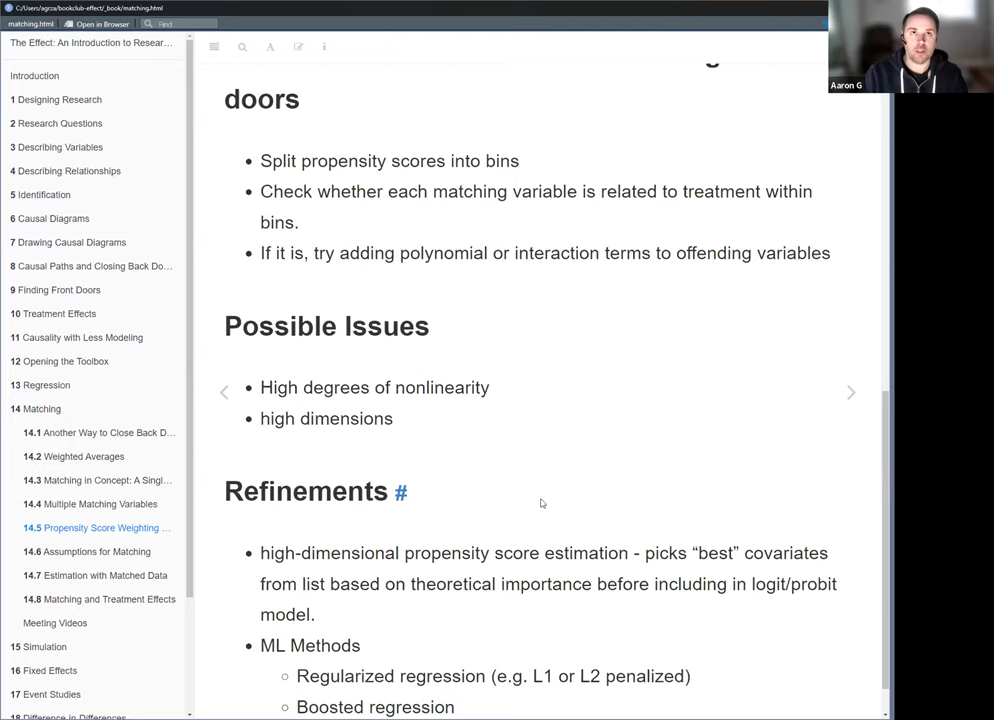 C:/Users/agrza/bookclub-effect/_book/matching.html
matching.html
Open in Browser
Find
The Effect: An Introduction to Resear...
Introduction
1 Designing Research
2 Research Questions
3 Describing Variables
4 Describing Relationships
5 Identification
6 Causal Diagrams
7 Drawing Causal Diagrams
8 Causal Paths and Closing Back Do...
9 Finding Front Doors
10 Treatment Effects
11 Causality with Less Modeling
12 Opening the Toolbox
13 Regression
14 Matching
14.1 Another Way to Close Back D...
14.2 Weighted Averages
14.3 Matching in Concept: A Singl...
14.4 Multiple Matching Variables
14.5 Propensity Score Weighting ...
14.6 Assumptions for Matching
14.7 Estimation with Matched Data
14.8 Matching and Treatment Effects
Meeting Videos
15 Simulation
16 Fixed Effects
17 Event Studies
18 Difference in Differences
doors
• Split propensity scores into bins
• Check whether each matching variable is related to treatment within
bins.
• If it is, try adding polynomial or interaction terms to offending variables
Possible Issues
• High degrees of nonlinearity
• high dimensions
Refinements #
• high-dimensional propensity score estimation - picks “best” covariates
from list based on theoretical importance before including in logit/probit
model.
• ML Methods
○ Regularized regression (e.g. L1 or L2 penalized)
○ Boosted regression
Aaron G